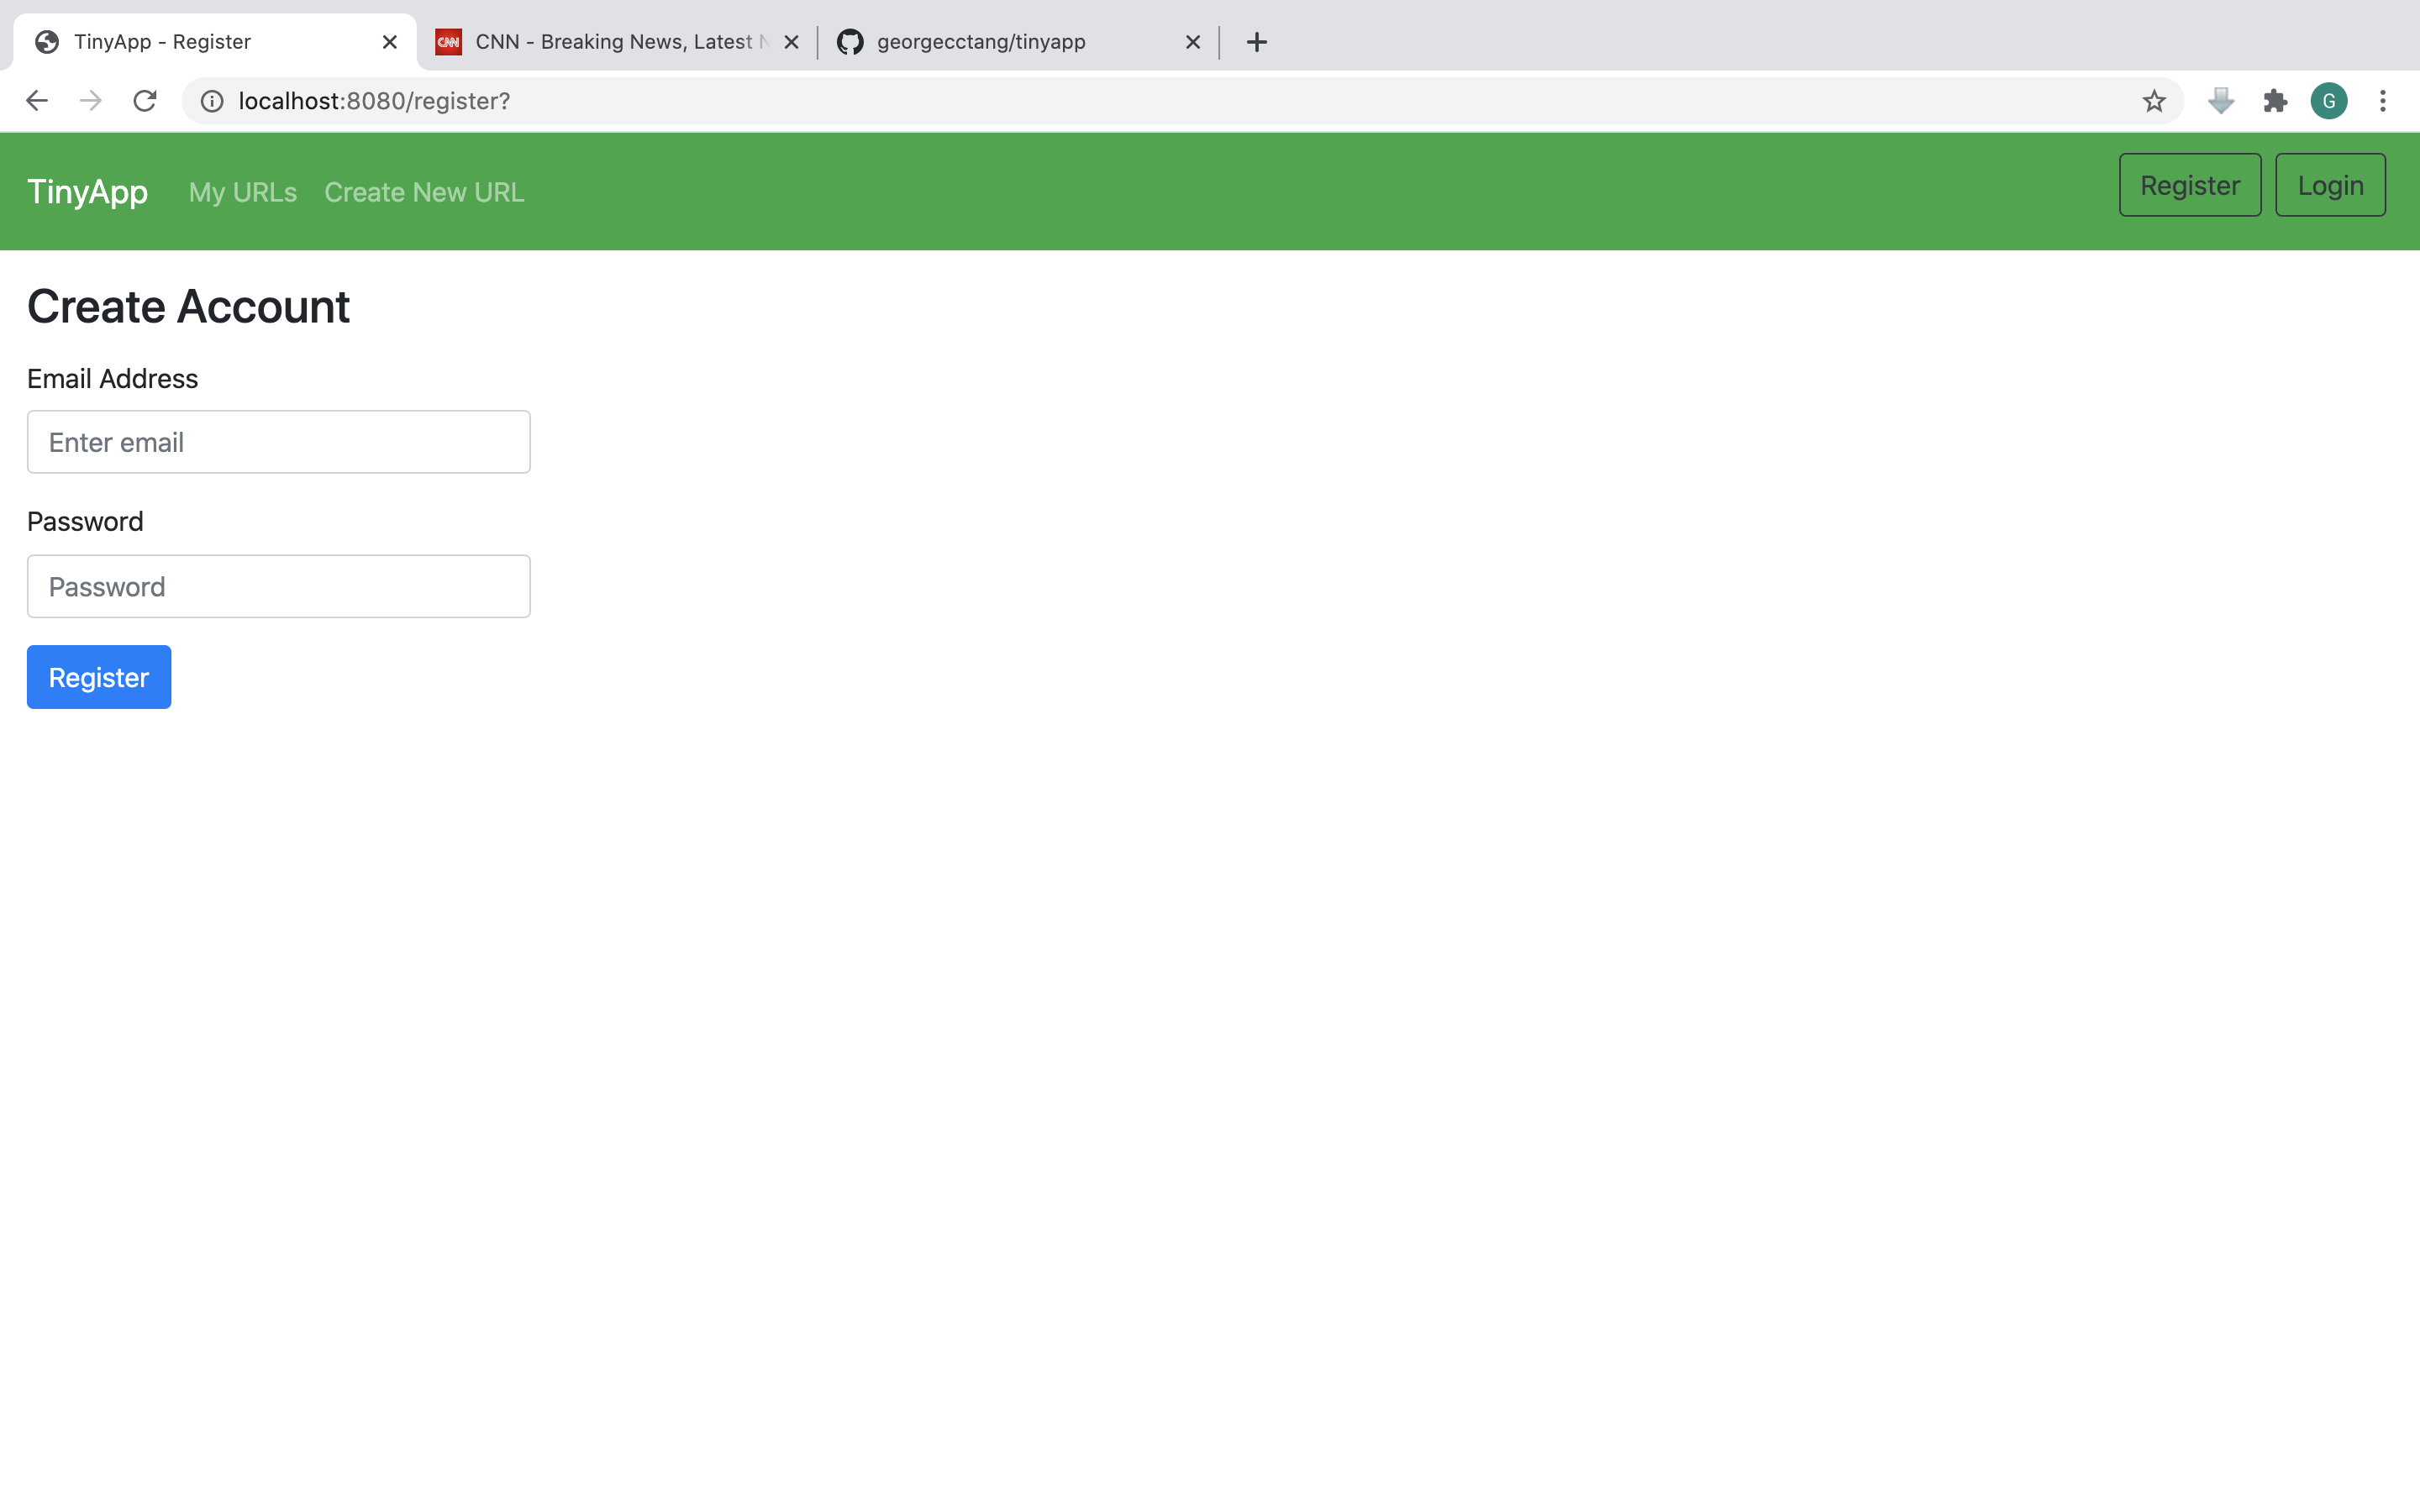 TinyApp - Register
CNN
CNN - Breaking News, Latest N
georgecctang/tinyapp
localhost:8080/register?
G
TinyApp My URLs Create New URL Register Login
Create Account
Email Address
Enter email
Password
Password
Register